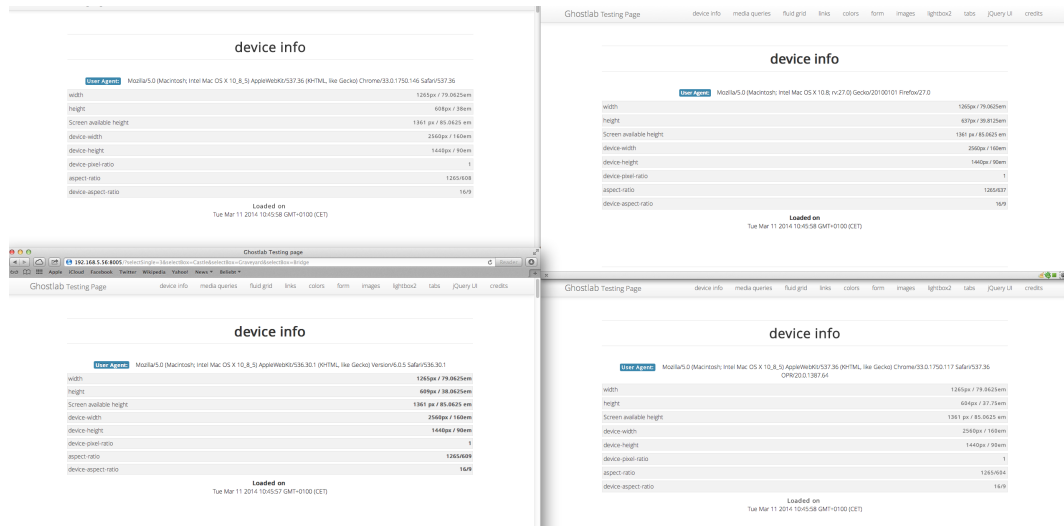 device info
User Agent: Mozilla/5.0 (Macintosh; Intel Mac OS X 10_8_5) AppleWebKit/537.36 (KHTML, like Gecko) Chrome/33.0.1750.146 Safari/537.36
width 1265px / 79.0625em
height 608px / 38em
Screen available height 1361 px / 85.0625 em
device-width 2560px / 160em
device-height 1440px / 90em
device-pixel-ratio 1
aspect-ratio 1265/608
device-aspect-ratio 16/9
Loaded on
Tue Mar 11 2014 10:45:58 GMT+0100 (CET)
Ghostlab Testing Page device info media queries fluid grid links colors form images lightbox2 tabs jQuery UI credits
device info
User Agent: Mozilla/5.0 (Macintosh; Intel Mac OS X 10.8; rv:27.0) Gecko/20100101 Firefox/27.0
width 1265px / 79.0625em
height 637px / 39.8125em
Screen available height 1361 px / 85.0625 em
device-width 2560px / 160em
device-height 1440px / 90em
device-pixel-ratio 1
aspect-ratio 1265/637
device-aspect-ratio 16/9
Loaded on
Tue Mar 11 2014 10:45:58 GMT+0100 (CET)
Ghostlab Testing page
192.168.5.56:8005/?selectSingle=3&selectBox=Castle&selectBox=Graveyard&selectBox=Bridge Reader
Apple iCloud Facebook Twitter Wikipedia Yahoo! News Beliebt
Ghostlab Testing Page device info media queries fluid grid links colors form images lightbox2 tabs jQuery UI credits
device info
User Agent: Mozilla/5.0 (Macintosh; Intel Mac OS X 10_8_5) AppleWebKit/536.30.1 (KHTML, like Gecko) Version/6.0.5 Safari/536.30.1
width 1265px / 79.0625em
height 609px / 38.0625em
Screen available height 1361 px / 85.0625 em
device-width 2560px / 160em
device-height 1440px / 90em
device-pixel-ratio 1
aspect-ratio 1265/609
device-aspect-ratio 16/9
Loaded on
Tue Mar 11 2014 10:45:57 GMT+0100 (CET)
Ghostlab Testing Page device info media queries fluid grid links colors form images lightbox2 tabs jQuery UI credits
device info
User Agent: Mozilla/5.0 (Macintosh; Intel Mac OS X 10_8_5) AppleWebKit/537.36 (KHTML, like Gecko) Chrome/33.0.1750.117 Safari/537.36
OPR/20.0.1387.64
width 1265px / 79.0625em
height 604px / 37.75em
Screen available height 1361 px / 85.0625 em
device-width 2560px / 160em
device-height 1440px / 90em
device-pixel-ratio 1
aspect-ratio 1265/604
device-aspect-ratio 16/9
Loaded on
Tue Mar 11 2014 10:45:58 GMT+0100 (CET)